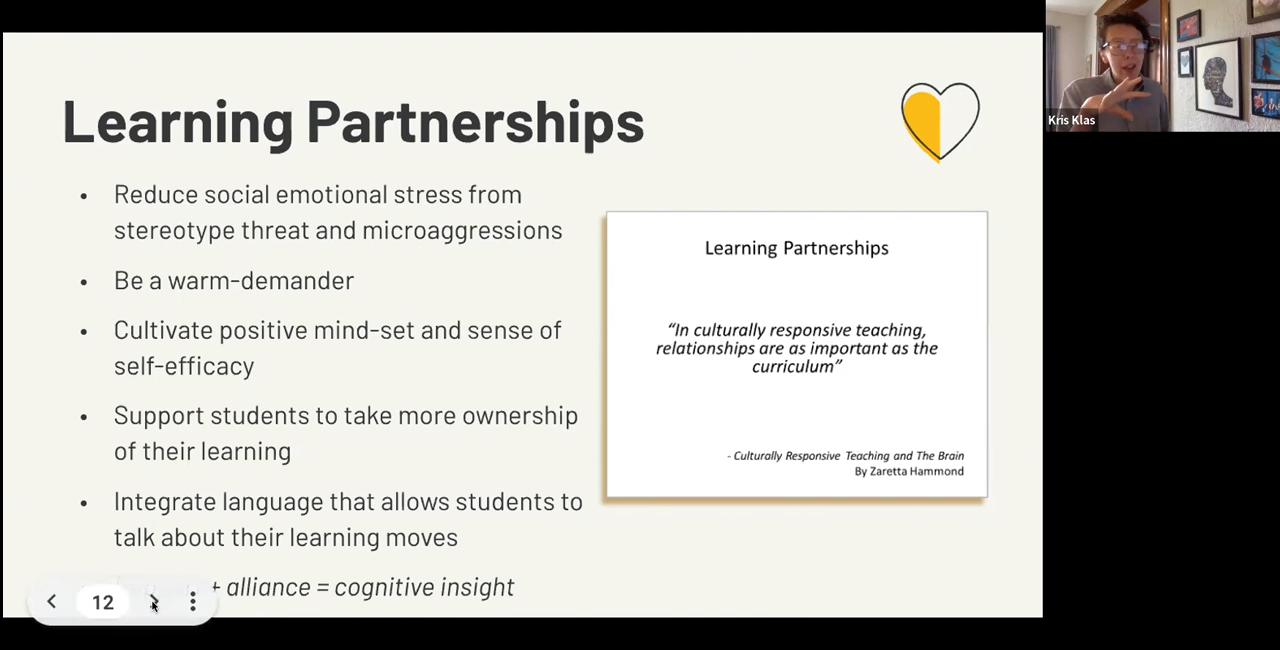 Learning Partnerships
• Reduce social emotional stress from
stereotype threat and microaggressions
• Be a warm-demander
• Cultivate positive mind-set and sense of
self-efficacy
• Support students to take more ownership
of their learning
• Integrate language that allows students to
talk about their learning moves
+ alliance = cognitive insight
12
Learning Partnerships
“In culturally responsive teaching,
relationships are as important as the
curriculum”
- Culturally Responsive Teaching and The Brain
By Zaretta Hammond
Kris Klas